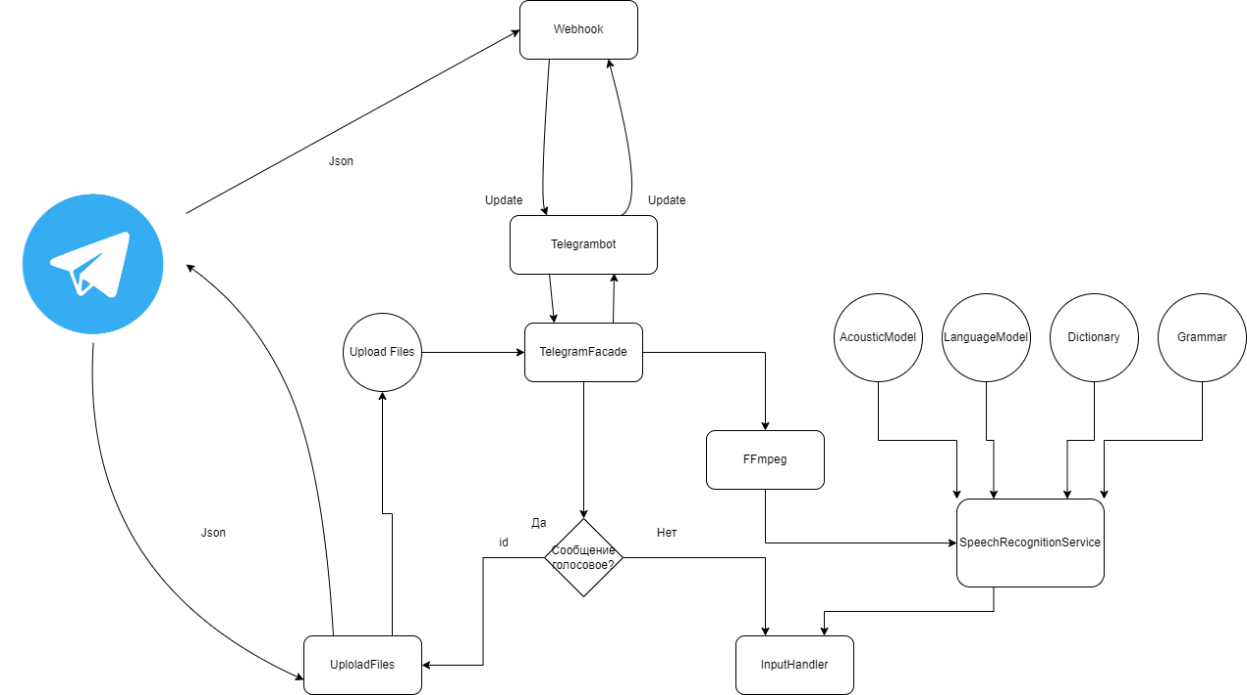 Webhook
Json
Update
Update
Telegrambot
Upload Files
TelegramFacade
AcousticModel
LanguageModel
Dictionary
Grammar
FFmpeg
Json
id
Да
Нет
Сообщение
голосовое?
SpeechRecognitionService
UploladFiles
InputHandler